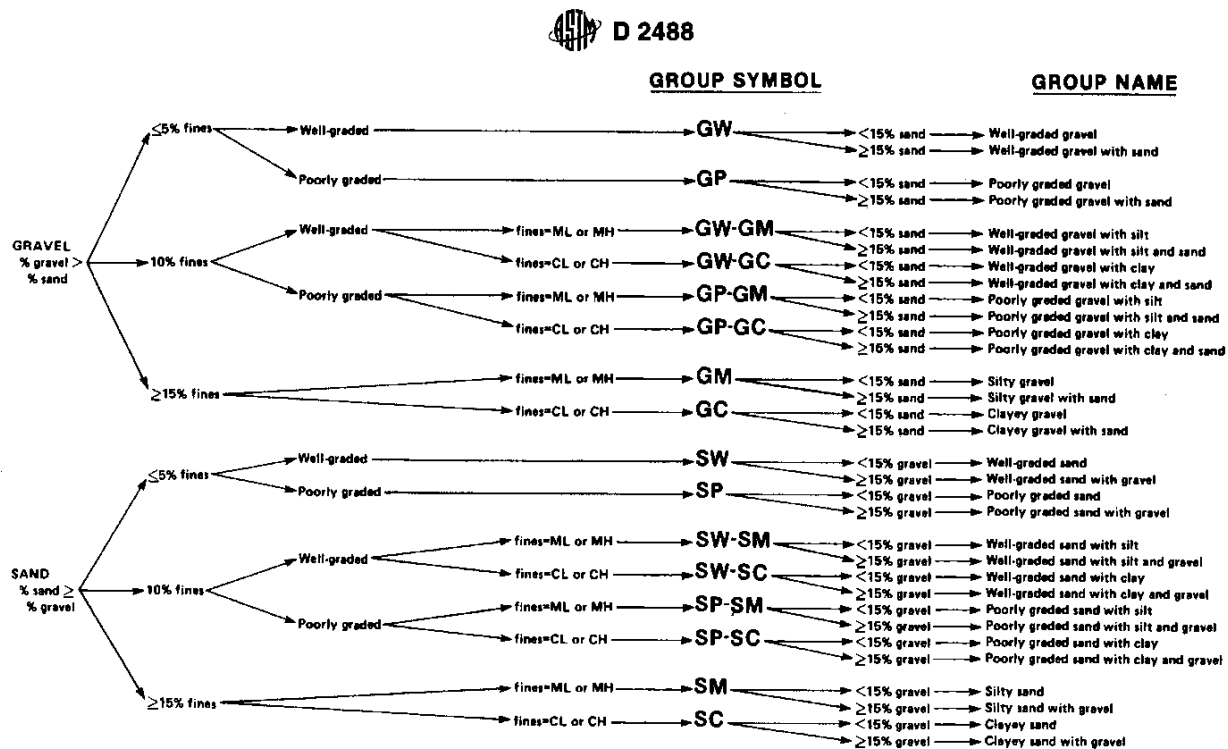 ASTM D 2488
GROUP SYMBOL GROUP NAME
≤5% fines Well-graded GW <15% sand Well-graded gravel
≥15% sand Well-graded gravel with sand
Poorly graded GP <15% sand Poorly graded gravel
≥15% sand Poorly graded gravel with sand
Well-graded fines=ML or MH GW-GM <15% sand Well-graded gravel with silt
GRAVEL ≥15% sand Well-graded gravel with silt and sand
% gravel > 10% fines fines=CL or CH GW-GC <15% sand Well-graded gravel with clay
% sand ≥15% sand Well-graded gravel with clay and sand
Poorly graded fines=ML or MH GP-GM <15% sand Poorly graded gravel with silt
≥15% sand Poorly graded gravel with silt and sand
fines=CL or CH GP-GC <15% sand Poorly graded gravel with clay
≥15% sand Poorly graded gravel with clay and sand
≥15% fines fines=ML or MH GM <15% sand Silty gravel
≥15% sand Silty gravel with sand
fines=CL or CH GC <15% sand Clayey gravel
≥15% sand Clayey gravel with sand
≤5% fines Well-graded SW <15% gravel Well-graded sand
≥15% gravel Well-graded sand with gravel
Poorly graded SP <15% gravel Poorly graded sand
≥15% gravel Poorly graded sand with gravel
Well-graded fines=ML or MH SW-SM <15% gravel Well-graded sand with silt
≥15% gravel Well-graded sand with silt and gravel
SAND fines=CL or CH SW-SC <15% gravel Well-graded sand with clay
% sand ≥ 10% fines ≥15% gravel Well-graded sand with clay and gravel
% gravel Poorly graded fines=ML or MH SP-SM <15% gravel Poorly graded sand with silt
≥15% gravel Poorly graded sand with silt and gravel
fines=CL or CH SP-SC <15% gravel Poorly graded sand with clay
≥15% gravel Poorly graded sand with clay and gravel
≥15% fines fines=ML or MH SM <15% gravel Silty sand
≥15% gravel Silty sand with gravel
fines=CL or CH SC <15% gravel Clayey sand
≥15% gravel Clayey sand with gravel